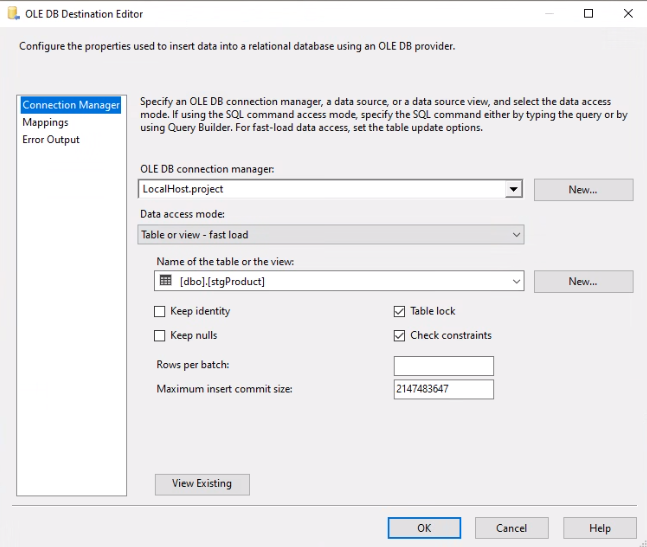 OLE DB Destination Editor
Configure the properties used to insert data into a relational database using an OLE DB provider.
Connection Manager
Mappings
Error Output
Specify an OLE DB connection manager, a data source, or a data source view, and select the data access
mode. If using the SQL command access mode, specify the SQL command either by typing the query or by
using Query Builder. For fast-load data access, set the table update options.
OLE DB connection manager:
LocalHost.project
New...
Data access mode:
Table or view - fast load
Name of the table or the view:
[dbo].[stgProduct]
New...
Keep identity
Table lock
Keep nulls
Check constraints
Rows per batch:
Maximum insert commit size:
2147483647
View Existing
OK
Cancel
Help